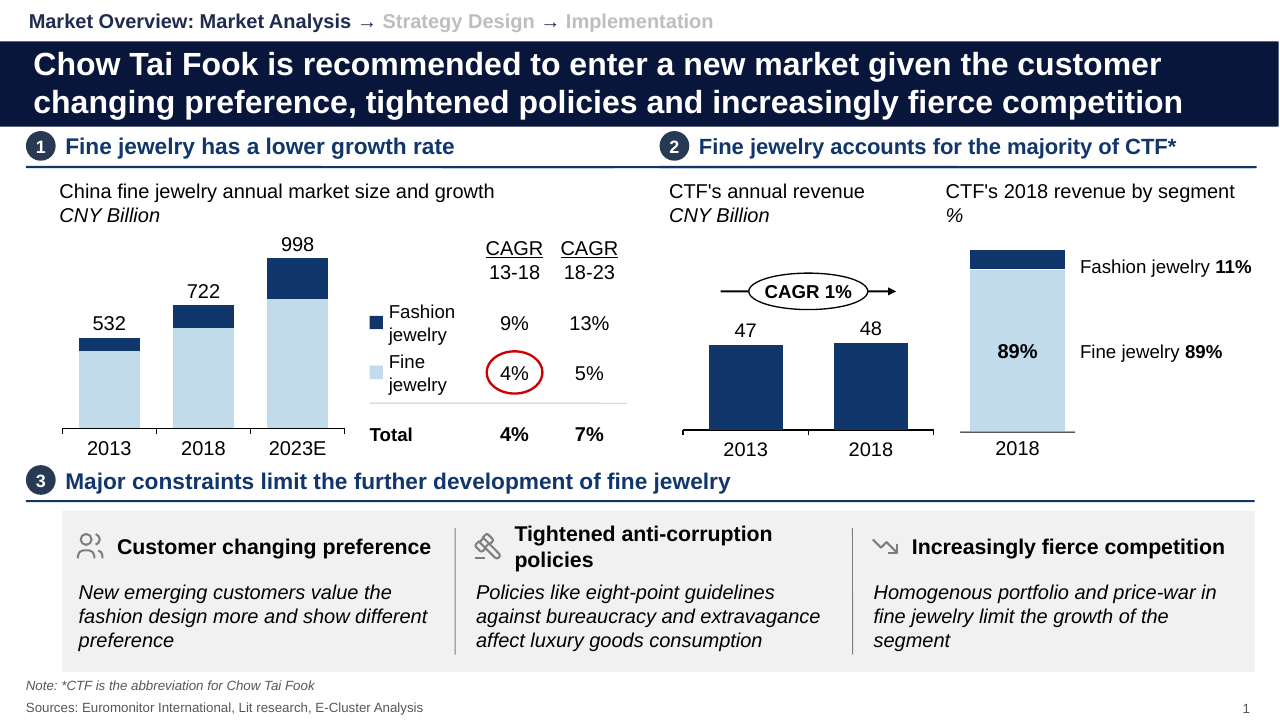 Market Overview: Market Analysis → Strategy Design → Implementation
Chow Tai Fook is recommended to enter a new market given the customer
changing preference, tightened policies and increasingly fierce competition
1 Fine jewelry has a lower growth rate
China fine jewelry annual market size and growth
CNY Billion
532
722
998
2013
2018
2023E
CAGR CAGR
13-18 18-23
Fashion
jewelry
9% 13%
Fine
jewelry
4% 5%
Total 4% 7%
2 Fine jewelry accounts for the majority of CTF*
CTF's annual revenue
CNY Billion
CAGR 1%
47
48
2013
2018
CTF's 2018 revenue by segment
%
Fashion jewelry 11%
89%
Fine jewelry 89%
2018
3 Major constraints limit the further development of fine jewelry
Customer changing preference
New emerging customers value the
fashion design more and show different
preference
Tightened anti-corruption
policies
Policies like eight-point guidelines
against bureaucracy and extravagance
affect luxury goods consumption
Increasingly fierce competition
Homogenous portfolio and price-war in
fine jewelry limit the growth of the
segment
Note: *CTF is the abbreviation for Chow Tai Fook
Sources: Euromonitor International, Lit research, E-Cluster Analysis
1